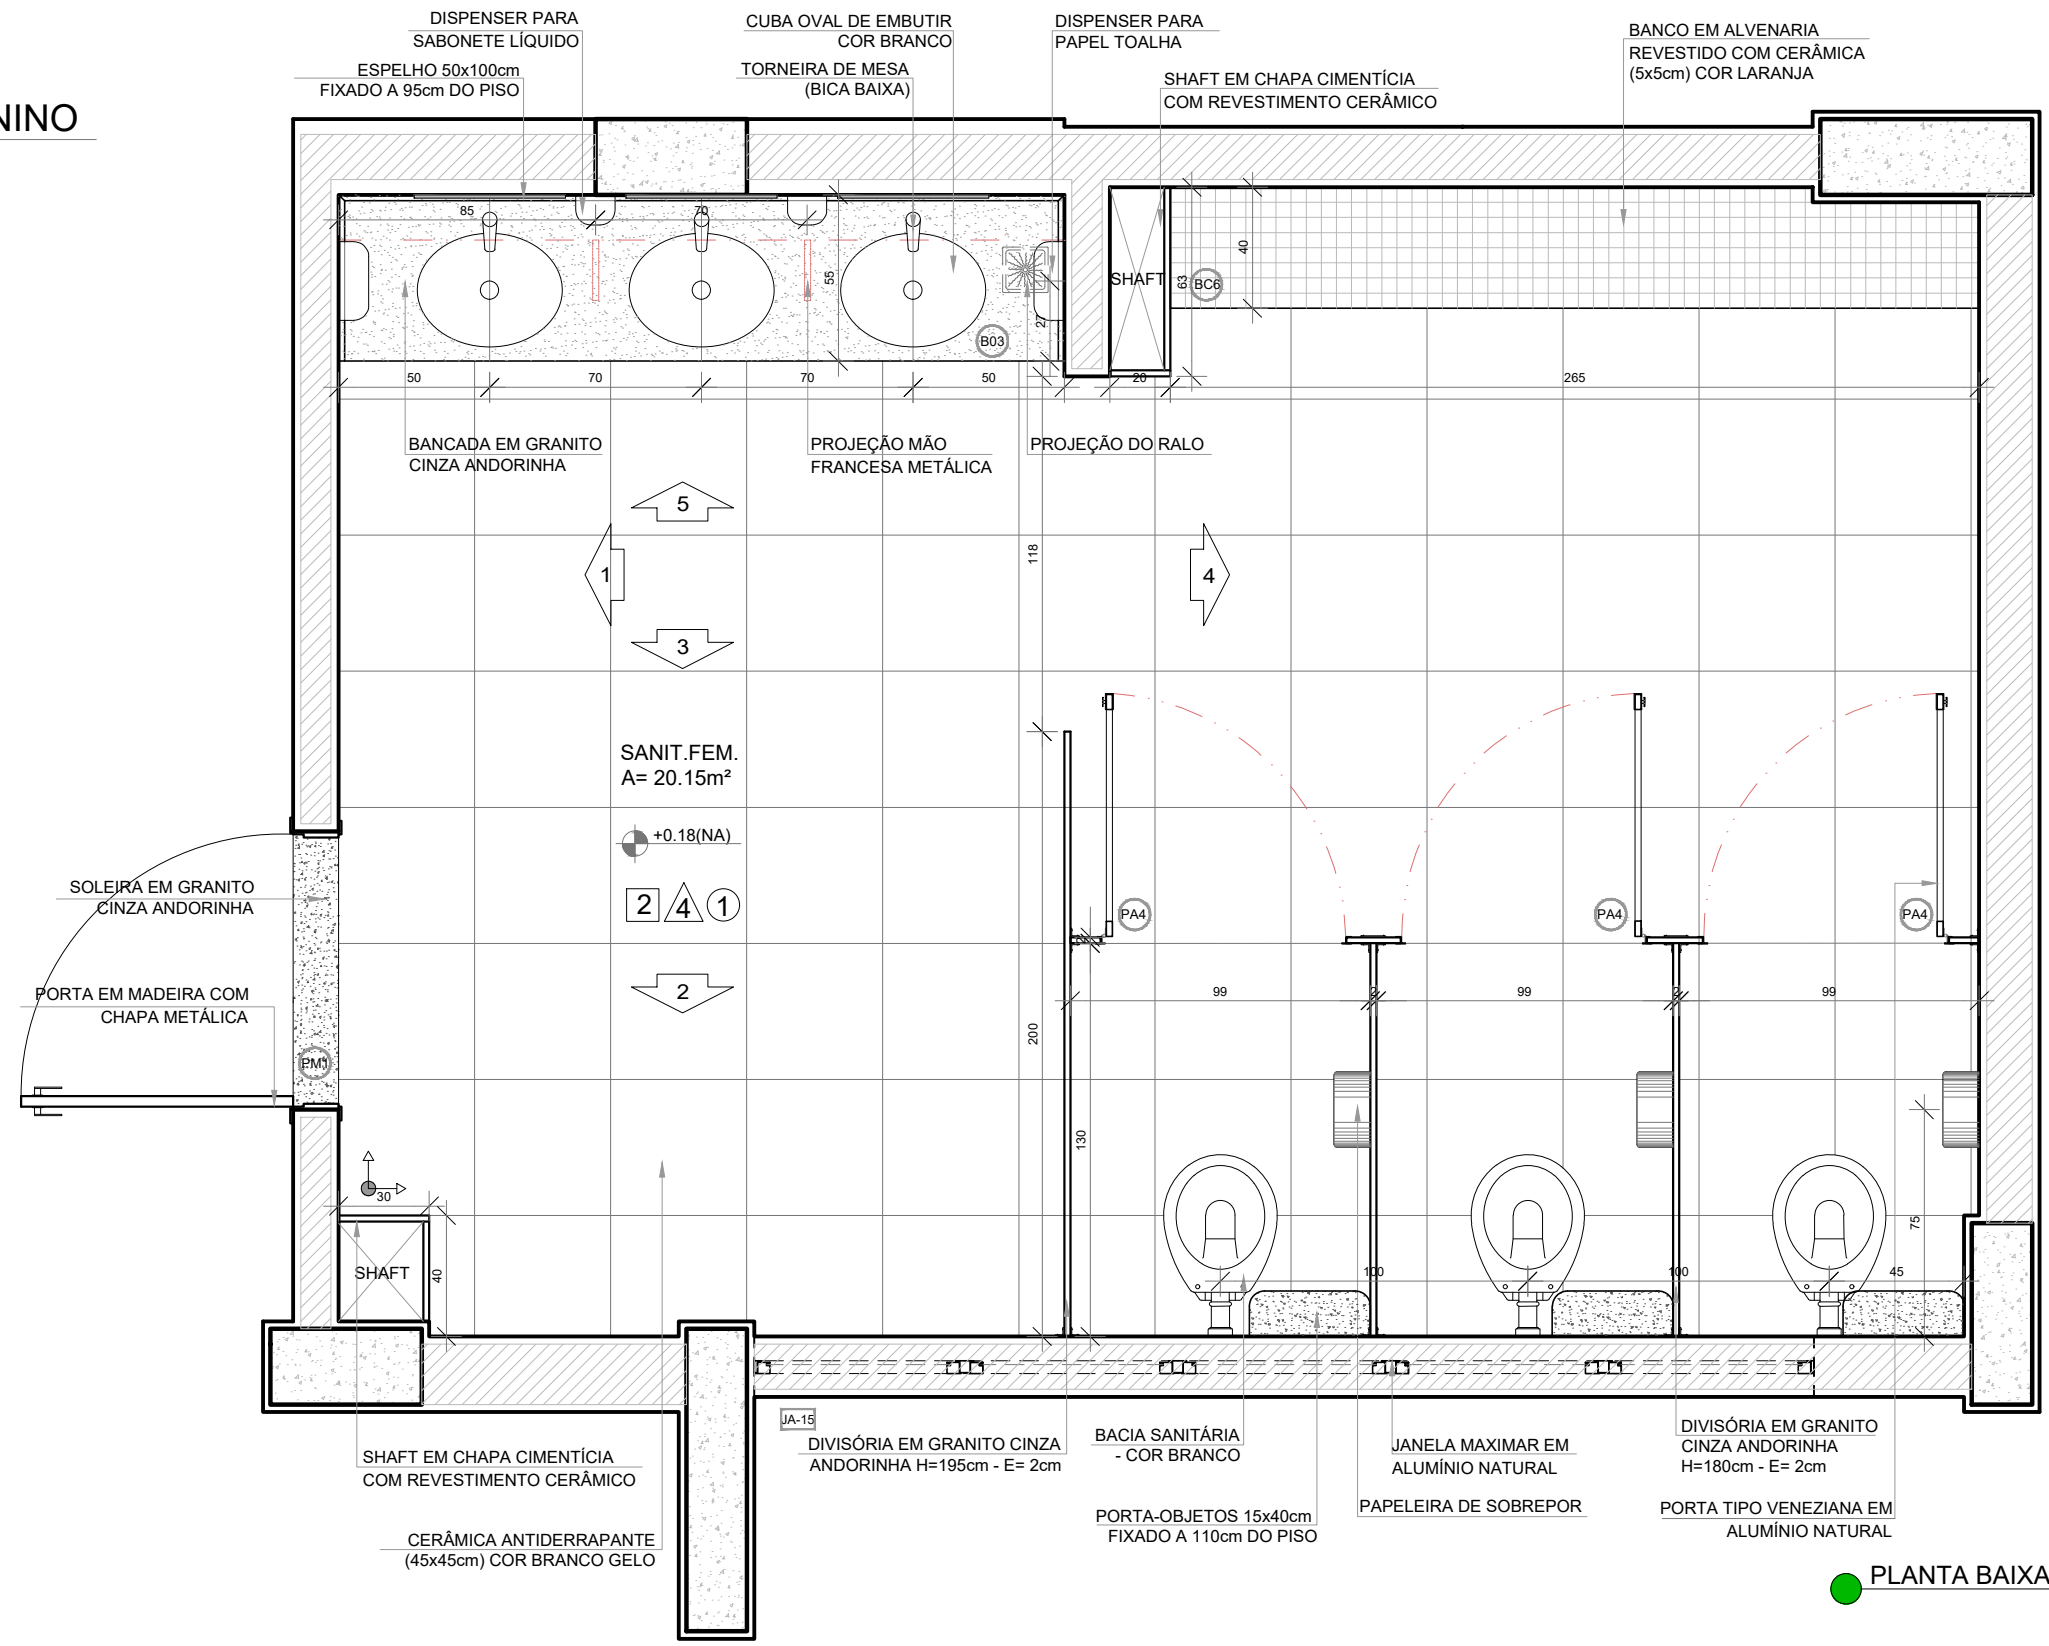 DISPENSER PARA
SABONETE LÍQUIDO
ESPELHO 50x100cm
FIXADO A 95cm DO PISO
CUBA OVAL DE EMBUTIR
COR BRANCO
TORNEIRA DE MESA
(BICA BAIXA)
DISPENSER PARA
PAPEL TOALHA
SHAFT EM CHAPA CIMENTÍCIA
COM REVESTIMENTO CERÂMICO
BANCO EM ALVENARIA
REVESTIDO COM CERÂMICA
(5x5cm) COR LARANJA
NINO
85
70
55
27
B03
SHAFT
63
BC6
40
50
70
70
50
20
265
BANCADA EM GRANITO
CINZA ANDORINHA
PROJEÇÃO MÃO
FRANCESA METÁLICA
PROJEÇÃO DO RALO
5
1
3
4
118
SANIT.FEM.
A= 20.15m²
+0.18(NA)
2
4
1
2
SOLEIRA EM GRANITO
CINZA ANDORINHA
PORTA EM MADEIRA COM
CHAPA METÁLICA
PM1
PA4
PA4
PA4
99
2
99
2
99
200
130
75
30
SHAFT
40
100
100
45
JA-15
SHAFT EM CHAPA CIMENTÍCIA
COM REVESTIMENTO CERÂMICO
CERÂMICA ANTIDERRAPANTE
(45x45cm) COR BRANCO GELO
DIVISÓRIA EM GRANITO CINZA
ANDORINHA H=195cm - E= 2cm
BACIA SANITÁRIA
- COR BRANCO
PORTA-OBJETOS 15x40cm
FIXADO A 110cm DO PISO
JANELA MAXIMAR EM
ALUMÍNIO NATURAL
PAPELEIRA DE SOBREPOR
DIVISÓRIA EM GRANITO
CINZA ANDORINHA
H=180cm - E= 2cm
PORTA TIPO VENEZIANA EM
ALUMÍNIO NATURAL
PLANTA BAIXA